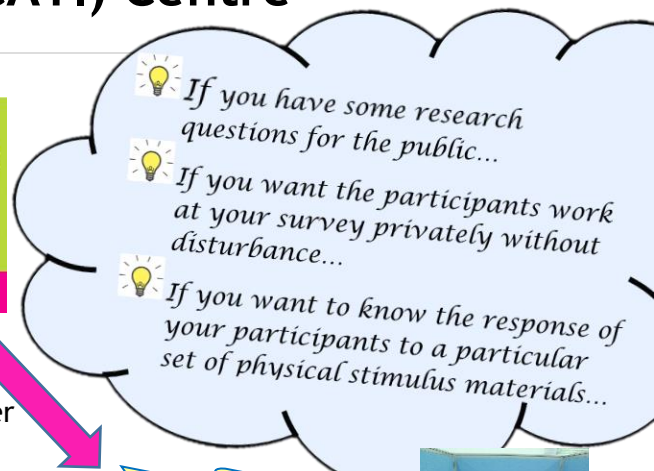 Centre
If you have some research
questions for the public...
If you want the participants work
at your survey privately without
disturbance...
If you want to know the response of
your participants to a particular
set of physical stimulus materials...